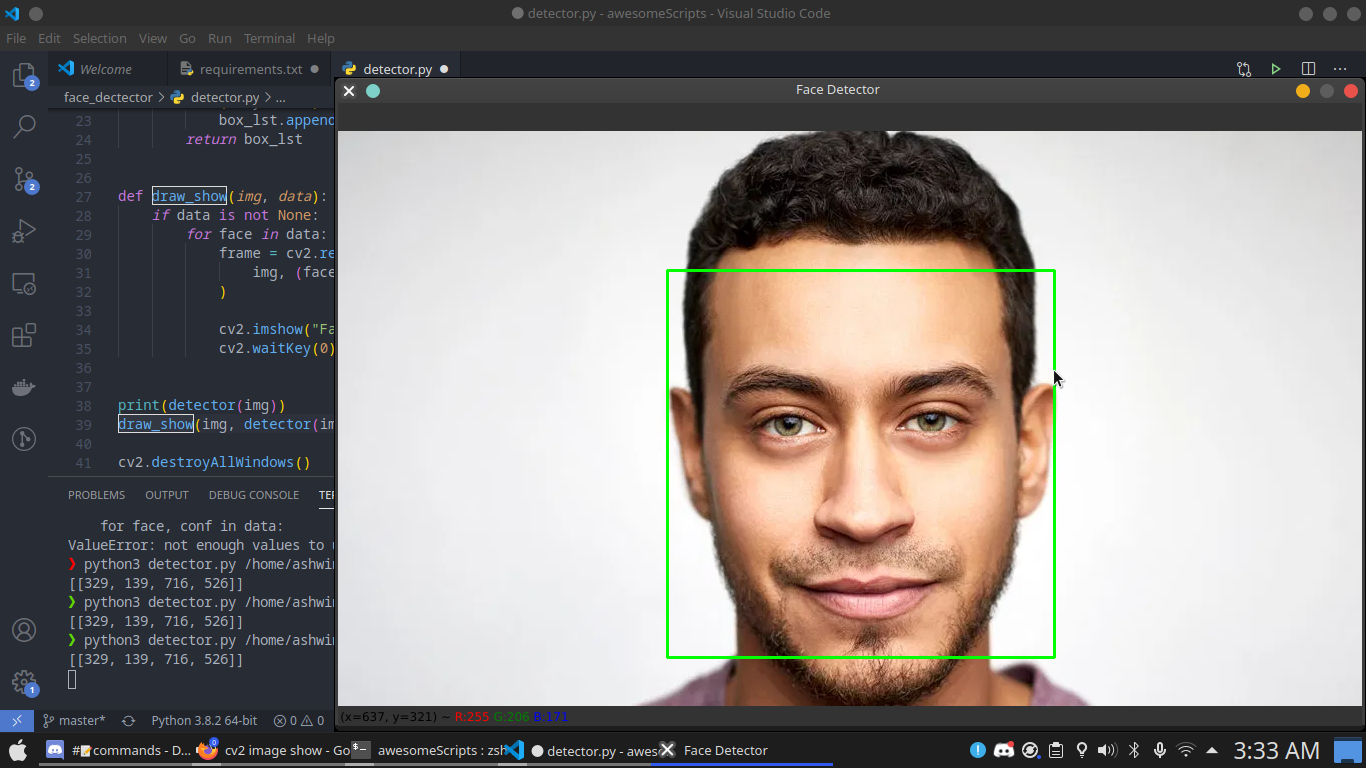 detector.py - awesomeScripts - Visual Studio Code
File Edit Selection View Go Run Terminal Help
2
Welcome requirements.txt detector.py
face_dectector > detector.py > ...
Face Detector
23 box_lst.append
24 return box_lst
25
26
27 def draw_show(img, data):
28 if data is not None:
29 for face in data:
30 frame = cv2.re
31 img, (face
32 )
33
34 cv2.imshow("Fa
35 cv2.waitKey(0)
36
37
38 print(detector(img))
39 draw_show(img, detector(im
40
41 cv2.destroyAllWindows()
2
PROBLEMS OUTPUT DEBUG CONSOLE TER
for face, conf in data:
ValueError: not enough values to
❯ python3 detector.py /home/ashwi
[[329, 139, 716, 526]]
❯ python3 detector.py /home/ashwi
[[329, 139, 716, 526]]
❯ python3 detector.py /home/ashwi
[[329, 139, 716, 526]]
1
master* Python 3.8.2 64-bit 0 0
(x=637, y=321) ~ R:255 G:206 B:171
#📝commands - D... cv2 image show - Go awesomeScripts : zsh detector.py - awes Face Detector 3:33 AM